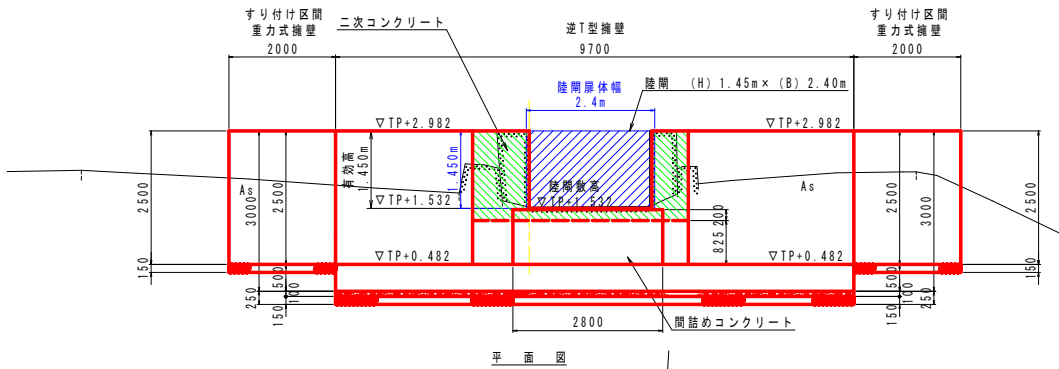 すり付け区間
重力式擁壁
2000
二次コンクリート
逆T型擁壁
9700
すり付け区間
重力式擁壁
2000
陸閘扉体幅
2.4m
陸閘 (H) 1.45m× (B) 2.40m
▽TP+2.982
▽TP+2.982
有効高
1.450m
1.450m
2500
As
3000
2500
▽TP+1.532
陸閘敷高
▽TP+1.532
As
2500
3000
2500
200
825
▽TP+0.482
▽TP+0.482
150
250
500
100
150
2800
間詰めコンクリート
500
100
150
250
150
平 面 図